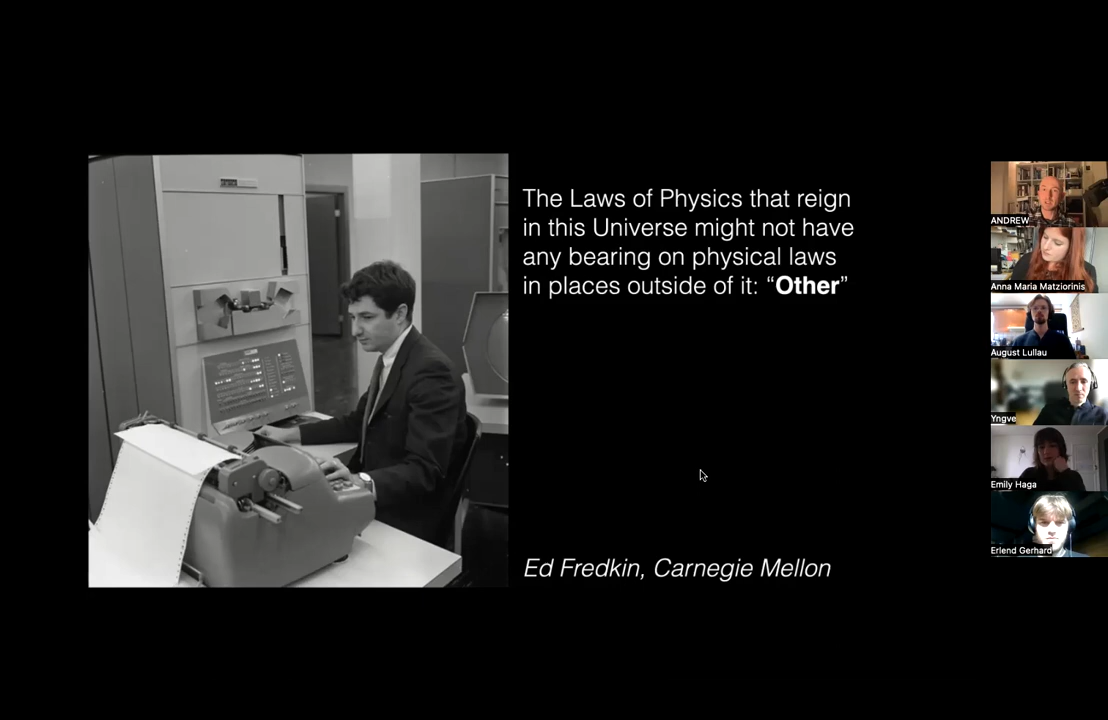 The Laws of Physics that reign
in this Universe might not have
any bearing on physical laws
in places outside of it: “Other”
Ed Fredkin, Carnegie Mellon
ANDREW
Anna Maria Matziorinis
August Lullau
Yngve
Emily Haga
Erlend Gerhard